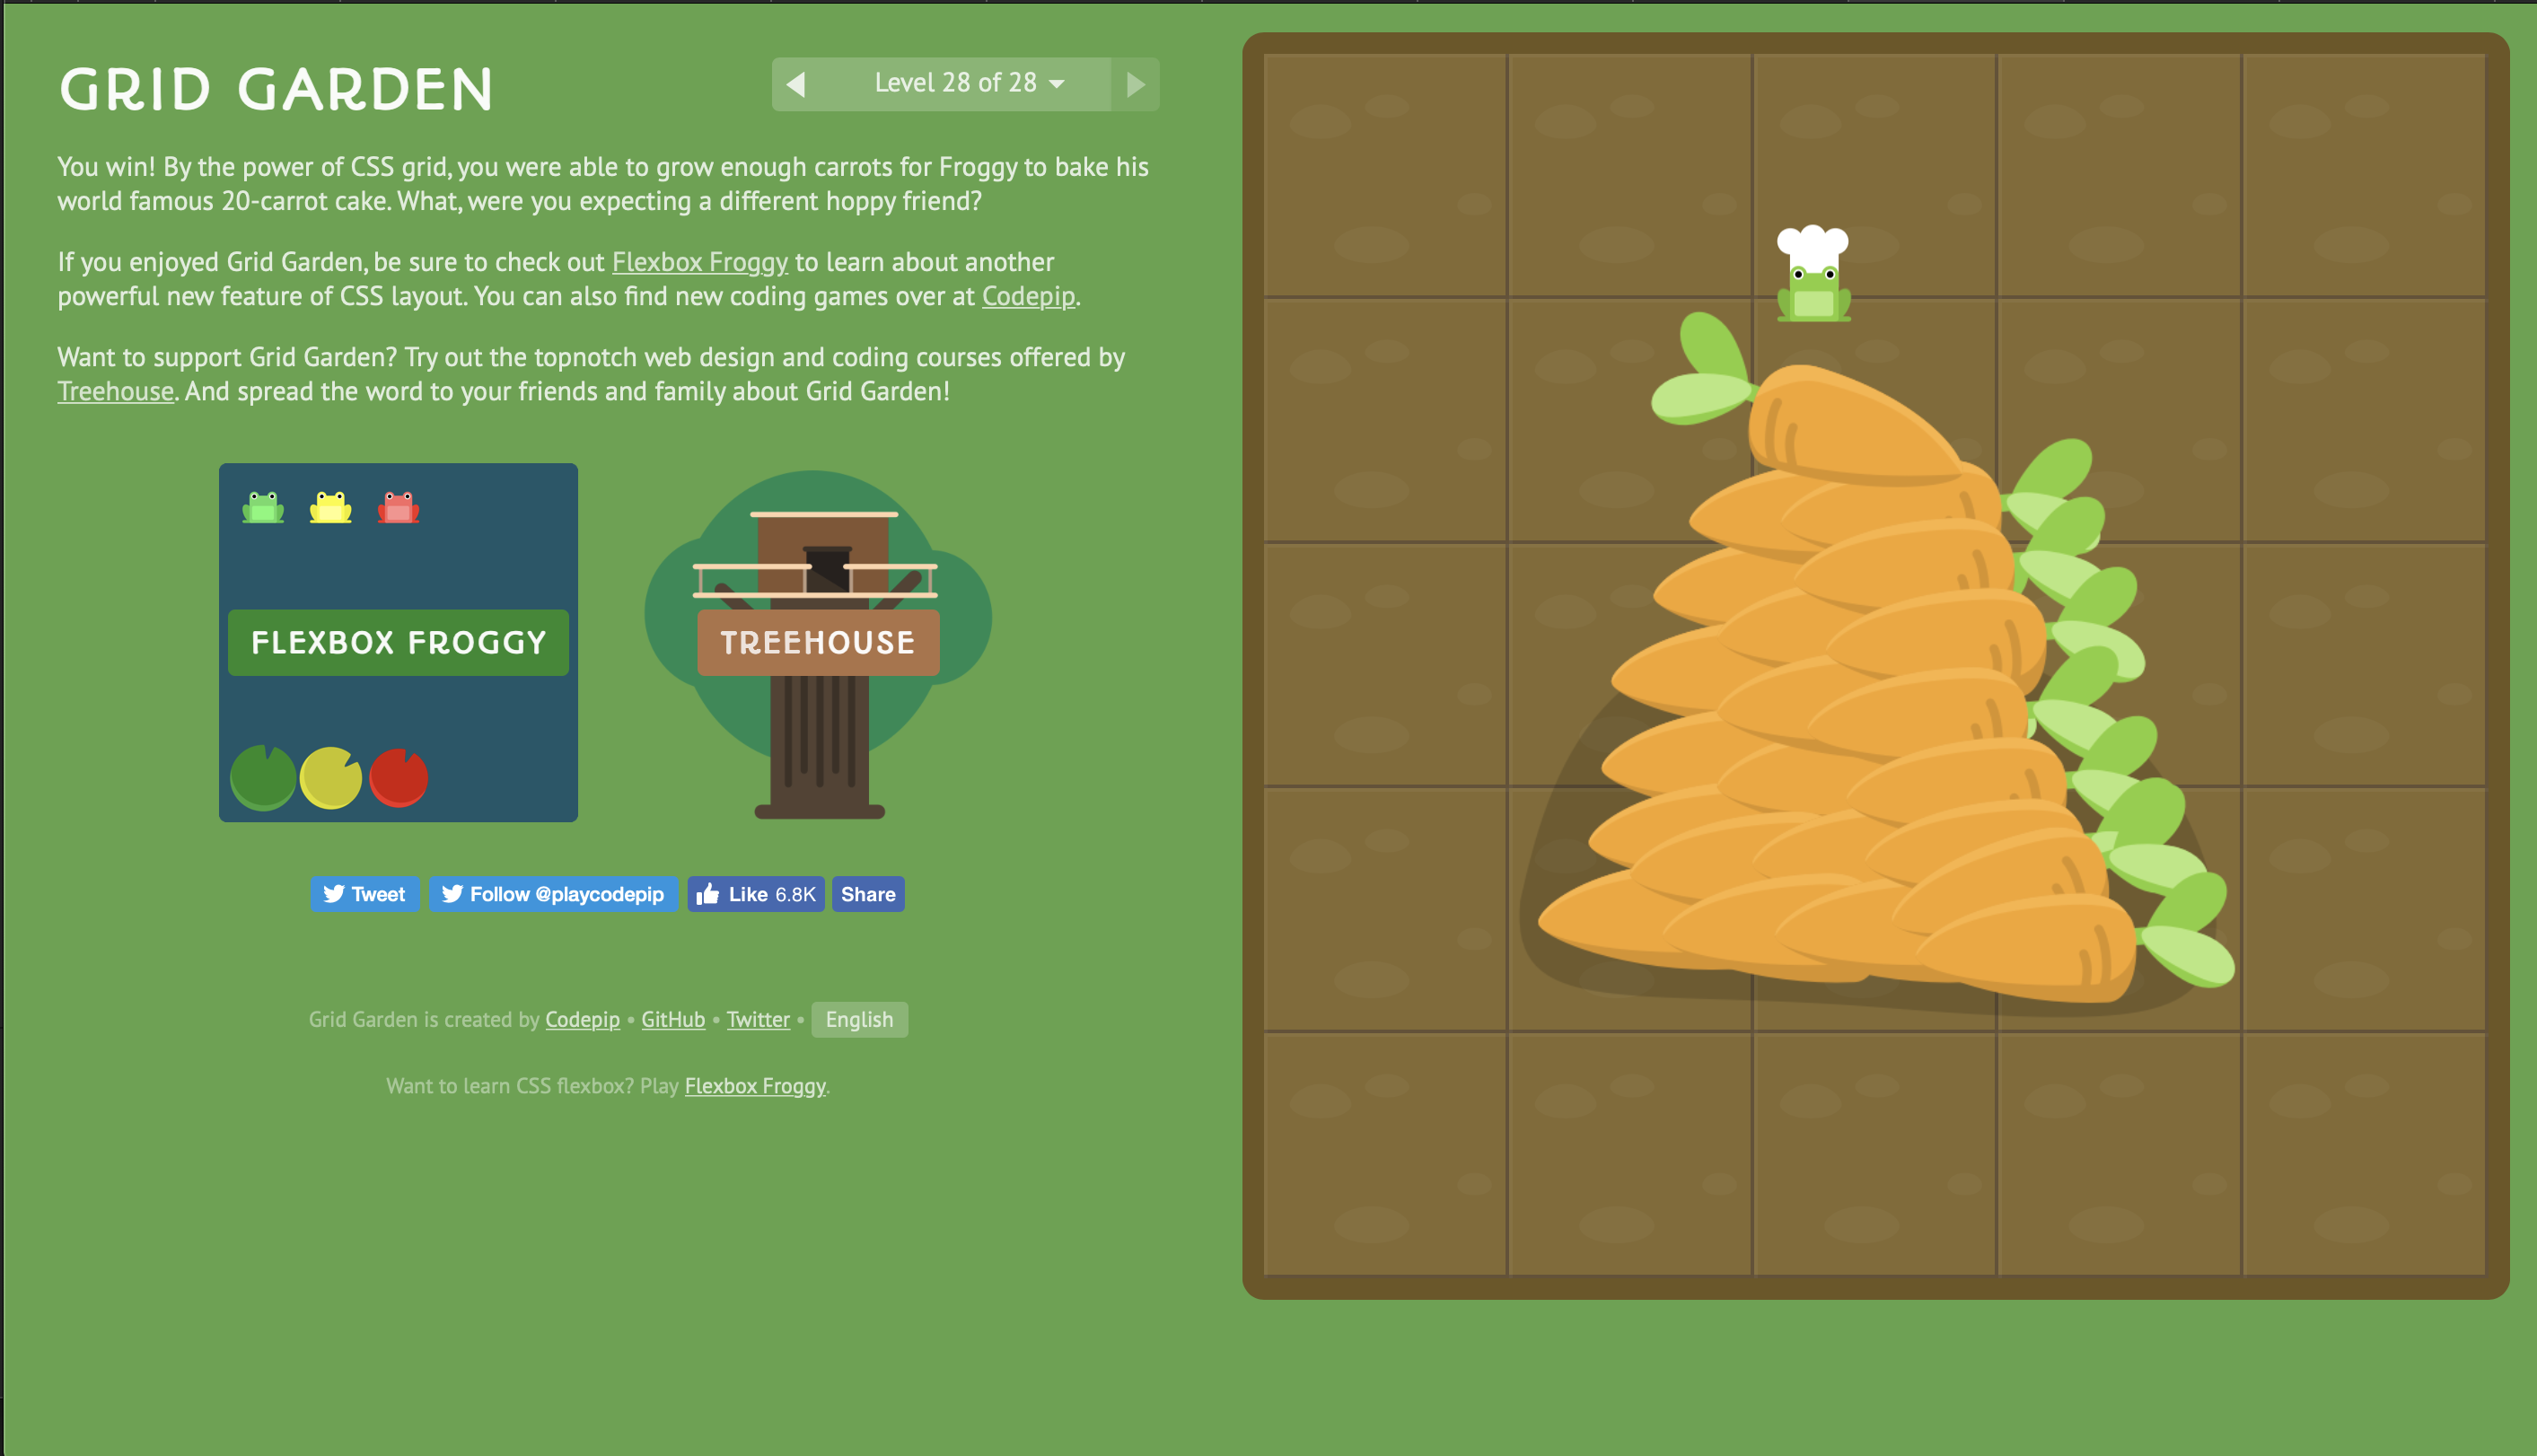 GRID GARDEN
Level 28 of 28
You win! By the power of CSS grid, you were able to grow enough carrots for Froggy to bake his
world famous 20-carrot cake. What, were you expecting a different hoppy friend?
If you enjoyed Grid Garden, be sure to check out Flexbox Froggy to learn about another
powerful new feature of CSS layout. You can also find new coding games over at Codepip.
Want to support Grid Garden? Try out the topnotch web design and coding courses offered by
Treehouse. And spread the word to your friends and family about Grid Garden!
FLEXBOX FROGGY
TREEHOUSE
Tweet Follow @playcodepip Like 6.8K Share
Grid Garden is created by Codepip • GitHub • Twitter • English
Want to learn CSS flexbox? Play Flexbox Froggy.